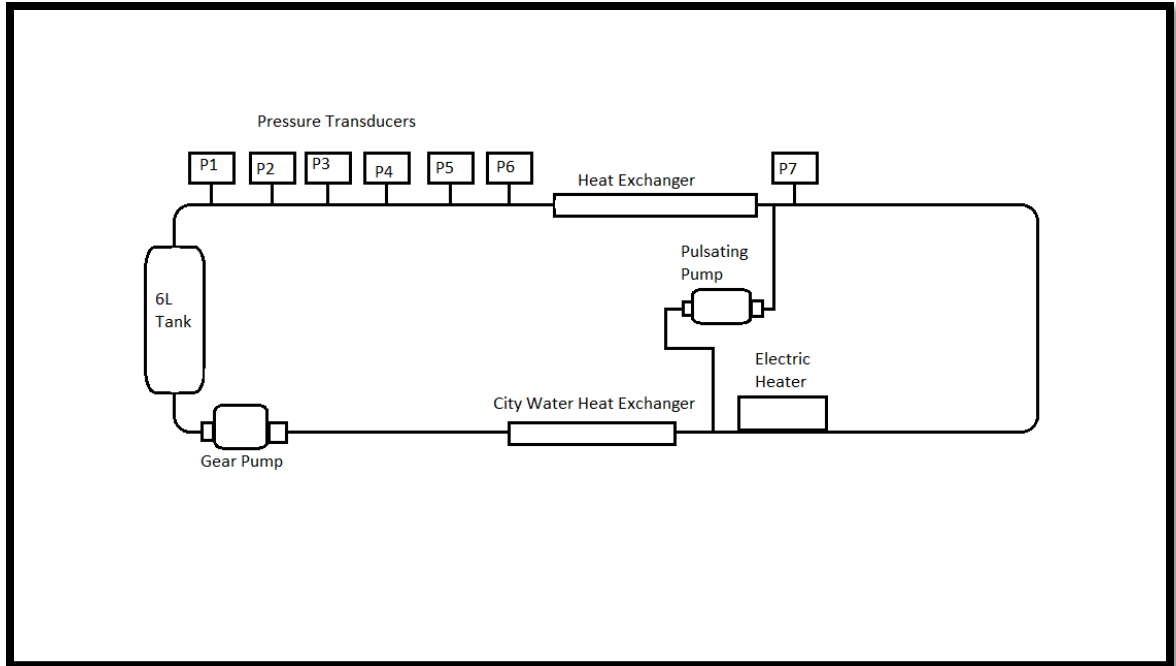 Pressure Transducers
P1
P2
P3
P4
P5
P6
P7
Heat Exchanger
Pulsating
Pump
6L
Tank
Electric
Heater
City Water Heat Exchanger
Gear Pump